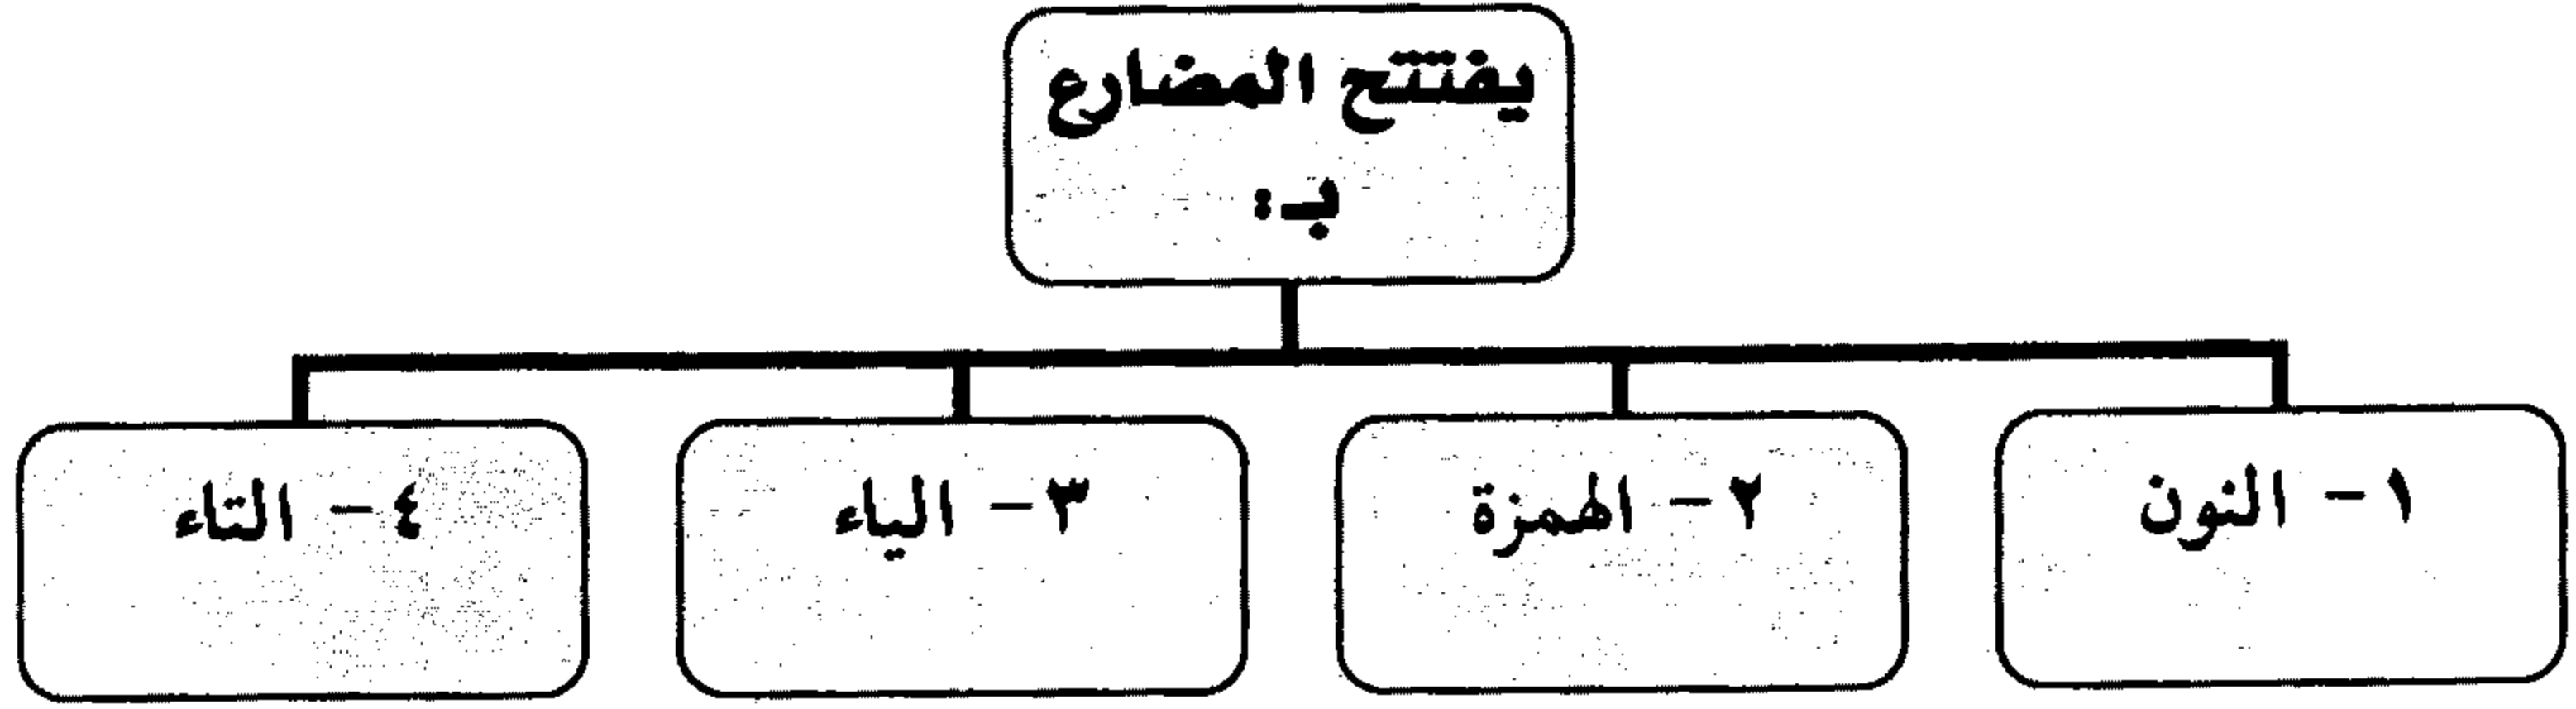 يفتتح المضارع
بـ:
١ - النون
٢ - الهمزة
٣ - الياء
٤ - التاء